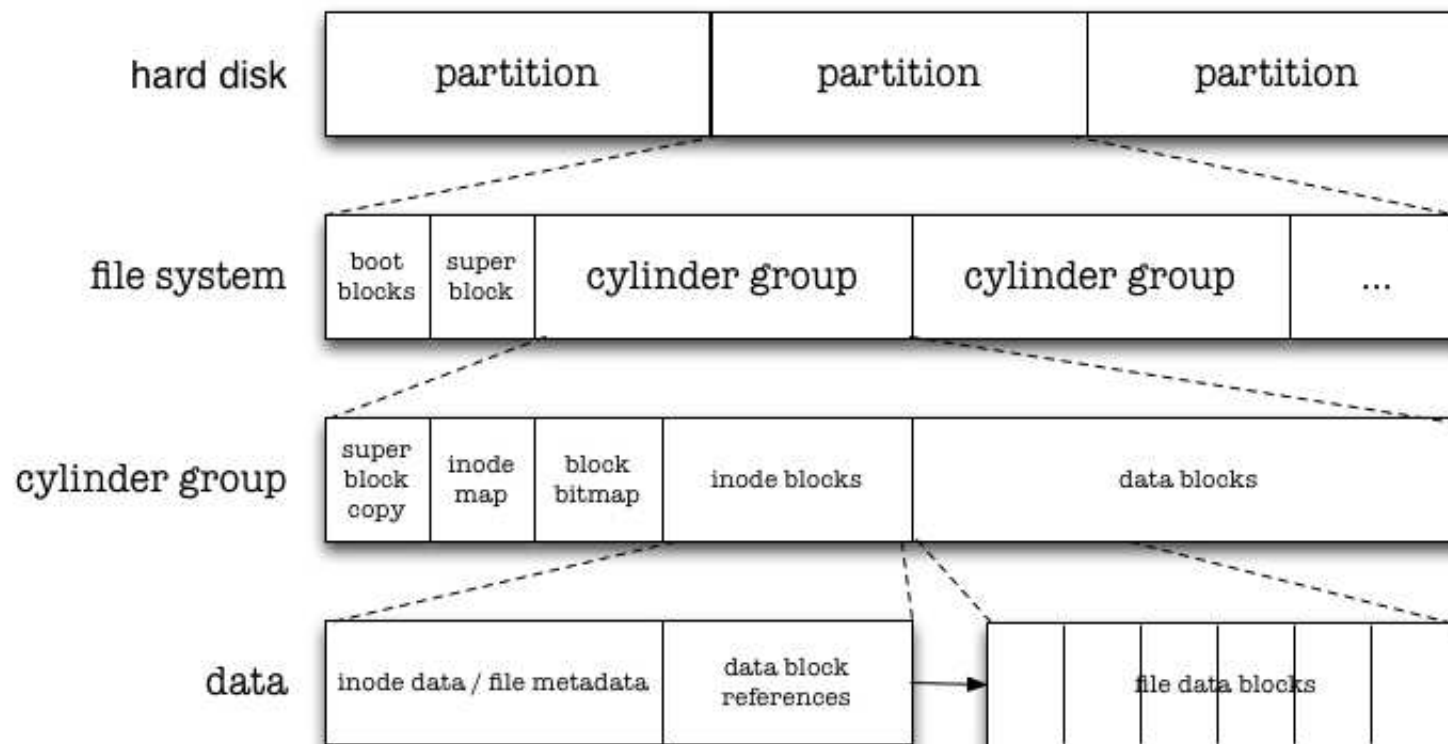 hard disk
partition
partition
partition
file system
boot
blocks
super
block
cylinder group
cylinder group
...
cylinder group
super
block
copy
inode
map
block
bitmap
inode blocks
data blocks
data
inode data / file metadata
data block
references
file data blocks